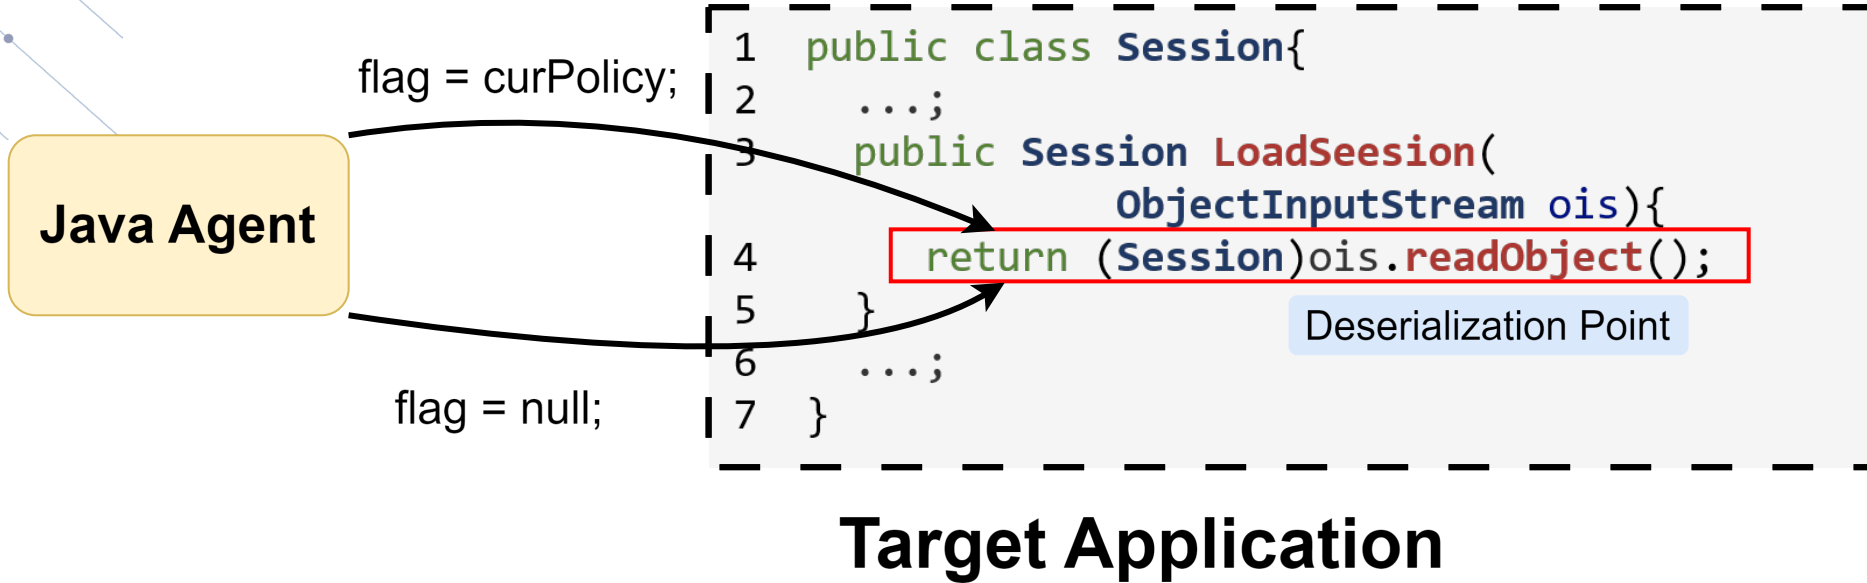 flag = curPolicy;
Java Agent
flag = null;
1 public class Session{
2 ...;
3 public Session LoadSeesion(
ObjectInputStream ois){
4 return (Session)ois.readObject();
5 }
Deserialization Point
6 ...;
7 }
Target Application